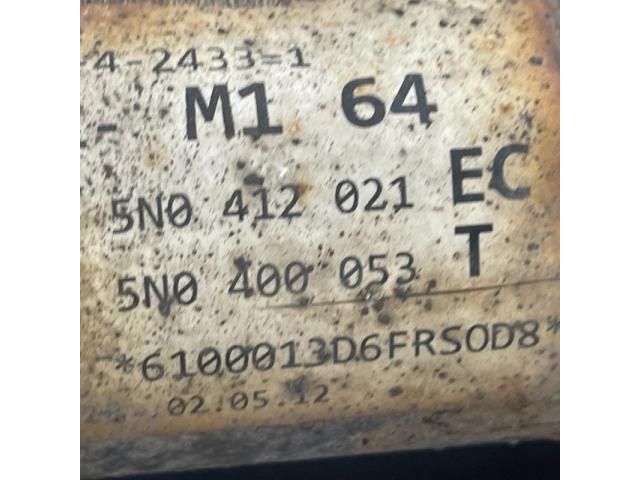 4-2433=1
- M1 64
5N0 412 021 EC
5N0 400 053 T
*6100013D6FRSOD8*
02.05.12